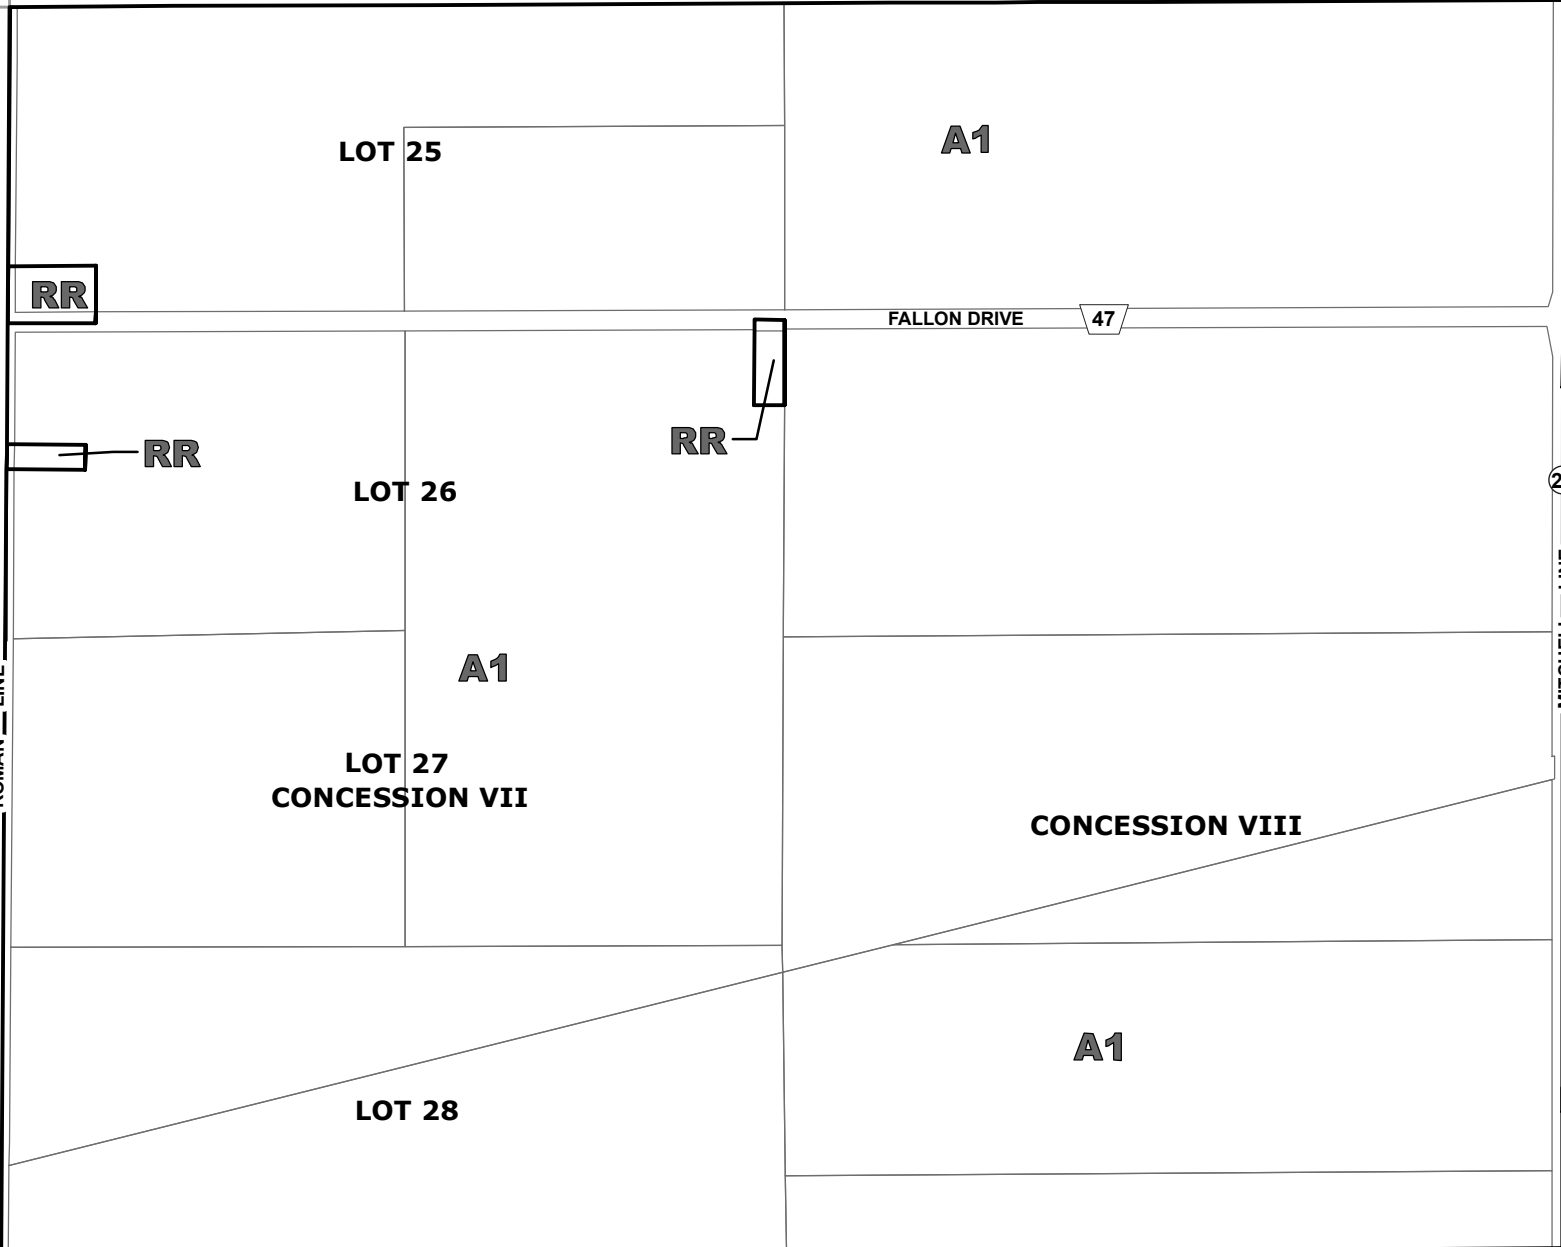 A1
LOT 25
RR
FALLON DRIVE 47
RR
RR
LOT 26
A1
LOT 27
CONCESSION VII
CONCESSION VIII
A1
LOT 28
LINE